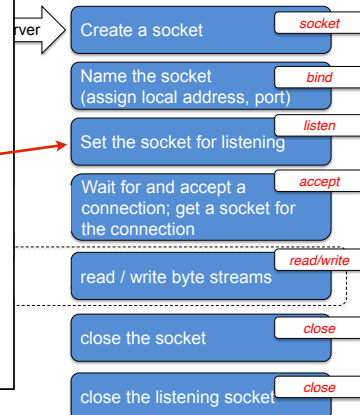 rver
Create a socket
socket
Name the socket
(assign local address, port)
bind
Set the socket for listening
listen
Wait for and accept a
connection; get a socket for
the connection
accept
read / write byte streams
read/write
close the socket
close
close the listening socket
close